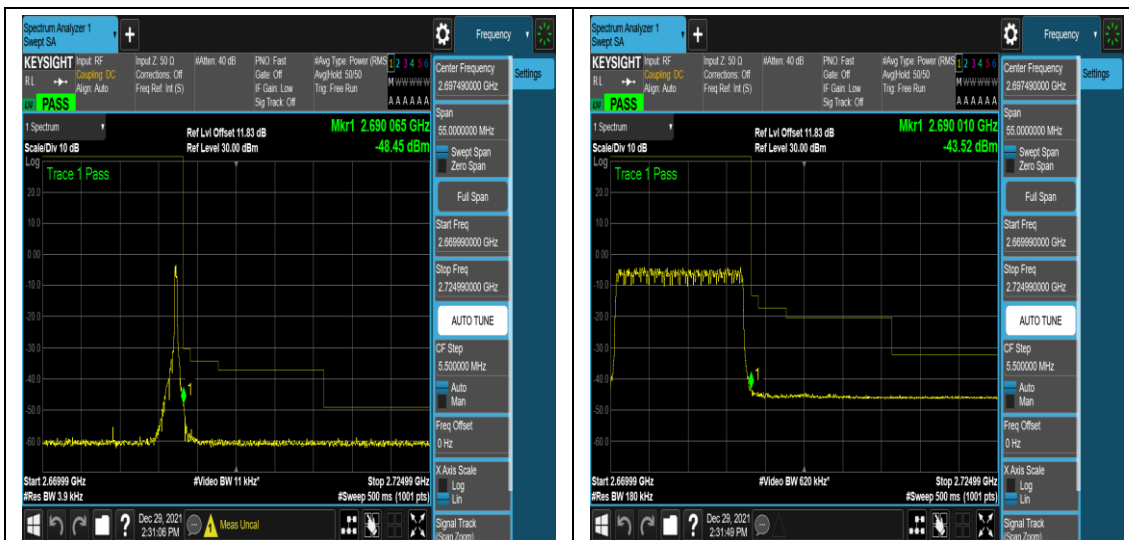 Spectrum Analyzer 1
Swept SA
+
Frequency
KEYSIGHT
RL
Input: RF
Coupling: DC
Align: Auto
Input Z: 50 Ω
Corrections: Off
Freq Ref: Int (S)
#Atten: 40 dB
PNO: Fast
Gate: Off
IF Gain: Low
Sig Track: Off
#Avg Type: Power (RMS
Avg|Hold: 50/50
Trig: Free Run
1 2 3 4 5 6
M W W W W W
A A A A A A
LW PASS
1 Spectrum
Scale/Div 10 dB
Ref Lvl Offset 11.83 dB
Ref Level 30.00 dBm
Mkr1 2.690 065 GHz
-48.45 dBm
Log
Trace 1 Pass
20.0
10.0
0.00
-10.0
-20.0
-30.0
-40.0
-50.0
-60.0
1
Start 2.66999 GHz
#Res BW 3.9 kHz
#Video BW 11 kHz*
Stop 2.72499 GHz
#Sweep 500 ms (1001 pts)
Center Frequency
2.697490000 GHz
Settings
Span
55.0000000 MHz
Swept Span
Zero Span
Full Span
Start Freq
2.669990000 GHz
Stop Freq
2.724990000 GHz
AUTO TUNE
CF Step
5.500000 MHz
Auto
Man
Freq Offset
0 Hz
X Axis Scale
Log
Lin
Signal Track
(Span Zoom)
?
Dec 29, 2021
2:31:06 PM
Meas Uncal
Spectrum Analyzer 1
Swept SA
+
Frequency
KEYSIGHT
RL
Input: RF
Coupling: DC
Align: Auto
Input Z: 50 Ω
Corrections: Off
Freq Ref: Int (S)
#Atten: 40 dB
PNO: Fast
Gate: Off
IF Gain: Low
Sig Track: Off
#Avg Type: Power (RMS
Avg|Hold: 50/50
Trig: Free Run
1 2 3 4 5 6
M W W W W W
A A A A A A
LW PASS
1 Spectrum
Scale/Div 10 dB
Ref Lvl Offset 11.83 dB
Ref Level 30.00 dBm
Mkr1 2.690 010 GHz
-43.52 dBm
Log
Trace 1 Pass
20.0
10.0
0.00
-10.0
-20.0
-30.0
-40.0
-50.0
-60.0
1
Start 2.66999 GHz
#Res BW 180 kHz
#Video BW 620 kHz*
Stop 2.72499 GHz
#Sweep 500 ms (1001 pts)
Center Frequency
2.697490000 GHz
Settings
Span
55.0000000 MHz
Swept Span
Zero Span
Full Span
Start Freq
2.669990000 GHz
Stop Freq
2.724990000 GHz
AUTO TUNE
CF Step
5.500000 MHz
Auto
Man
Freq Offset
0 Hz
X Axis Scale
Log
Lin
Signal Track
(Span Zoom)
?
Dec 29, 2021
2:31:49 PM